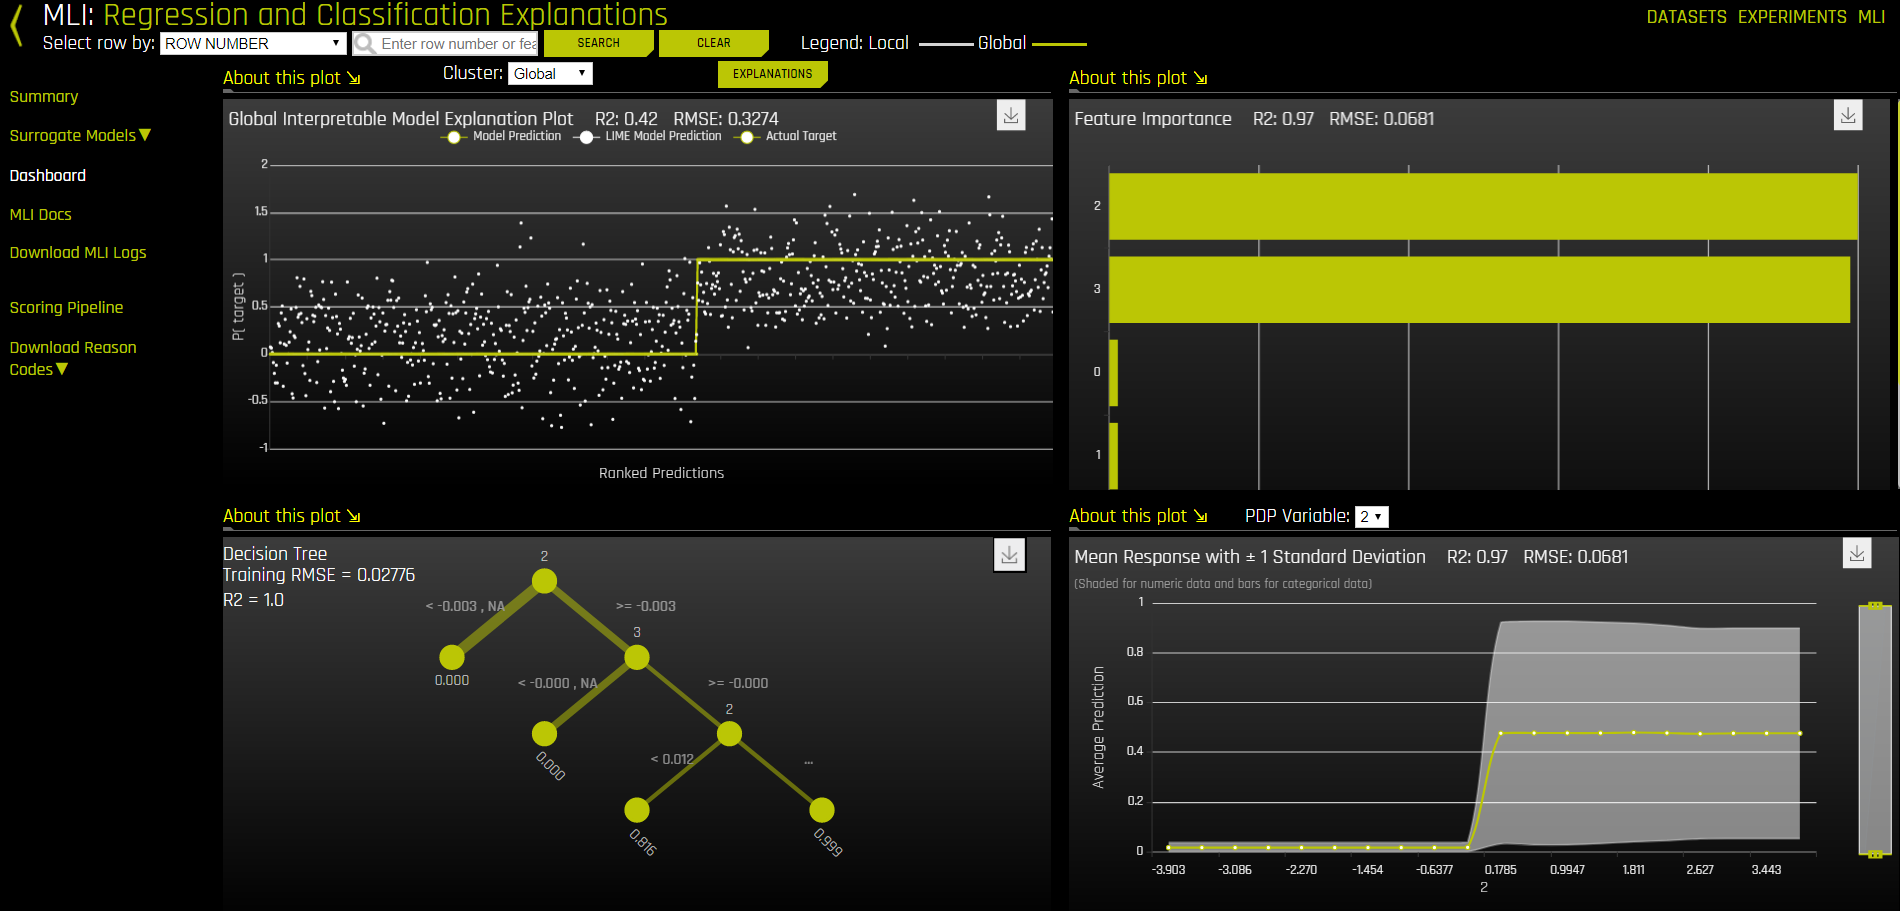 MLI: Regression and Classification Explanations
DATASETS EXPERIMENTS MLI
Select row by: ROW NUMBER Enter row number or fea SEARCH CLEAR Legend: Local Global
Summary
Surrogate Models
Dashboard
MLI Docs
Download MLI Logs
Scoring Pipeline
Download Reason
Codes
About this plot Cluster: Global EXPLANATIONS
Global Interpretable Model Explanation Plot R2: 0.42 RMSE: 0.3274
Model Prediction LIME Model Prediction Actual Target
P( target )
2
1.5
1
0.5
0
-0.5
-1
Ranked Predictions
About this plot
Feature Importance R2: 0.97 RMSE: 0.0681
2
3
0
1
About this plot
Decision Tree
Training RMSE = 0.02776
R2 = 1.0
2
< -0.003 , NA >= -0.003
3
0.000
< -0.000 , NA >= -0.000
2
0.000
< 0.012 ...
0.816
0.999
About this plot PDP Variable: 2
Mean Response with ± 1 Standard Deviation R2: 0.97 RMSE: 0.0681
(Shaded for numeric data and bars for categorical data)
Average Prediction
1
0.8
0.6
0.4
0.2
0
-3.903 -3.086 -2.270 -1.454 -0.6377 0.1785 0.9947 1.811 2.627 3.443
2